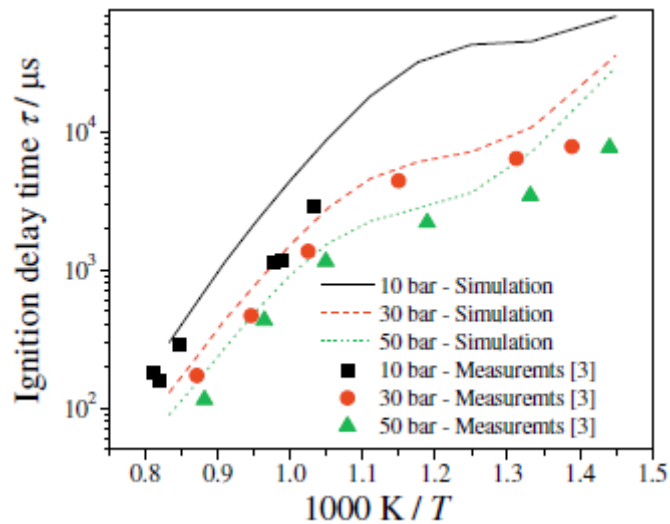 Ignition delay time τ / μs
10⁴
10³
10²
10 bar - Simulation
30 bar - Simulation
50 bar - Simulation
10 bar - Measuremts [3]
30 bar - Measuremts [3]
50 bar - Measuremts [3]
0.8 0.9 1.0 1.1 1.2 1.3 1.4 1.5
1000 K / T